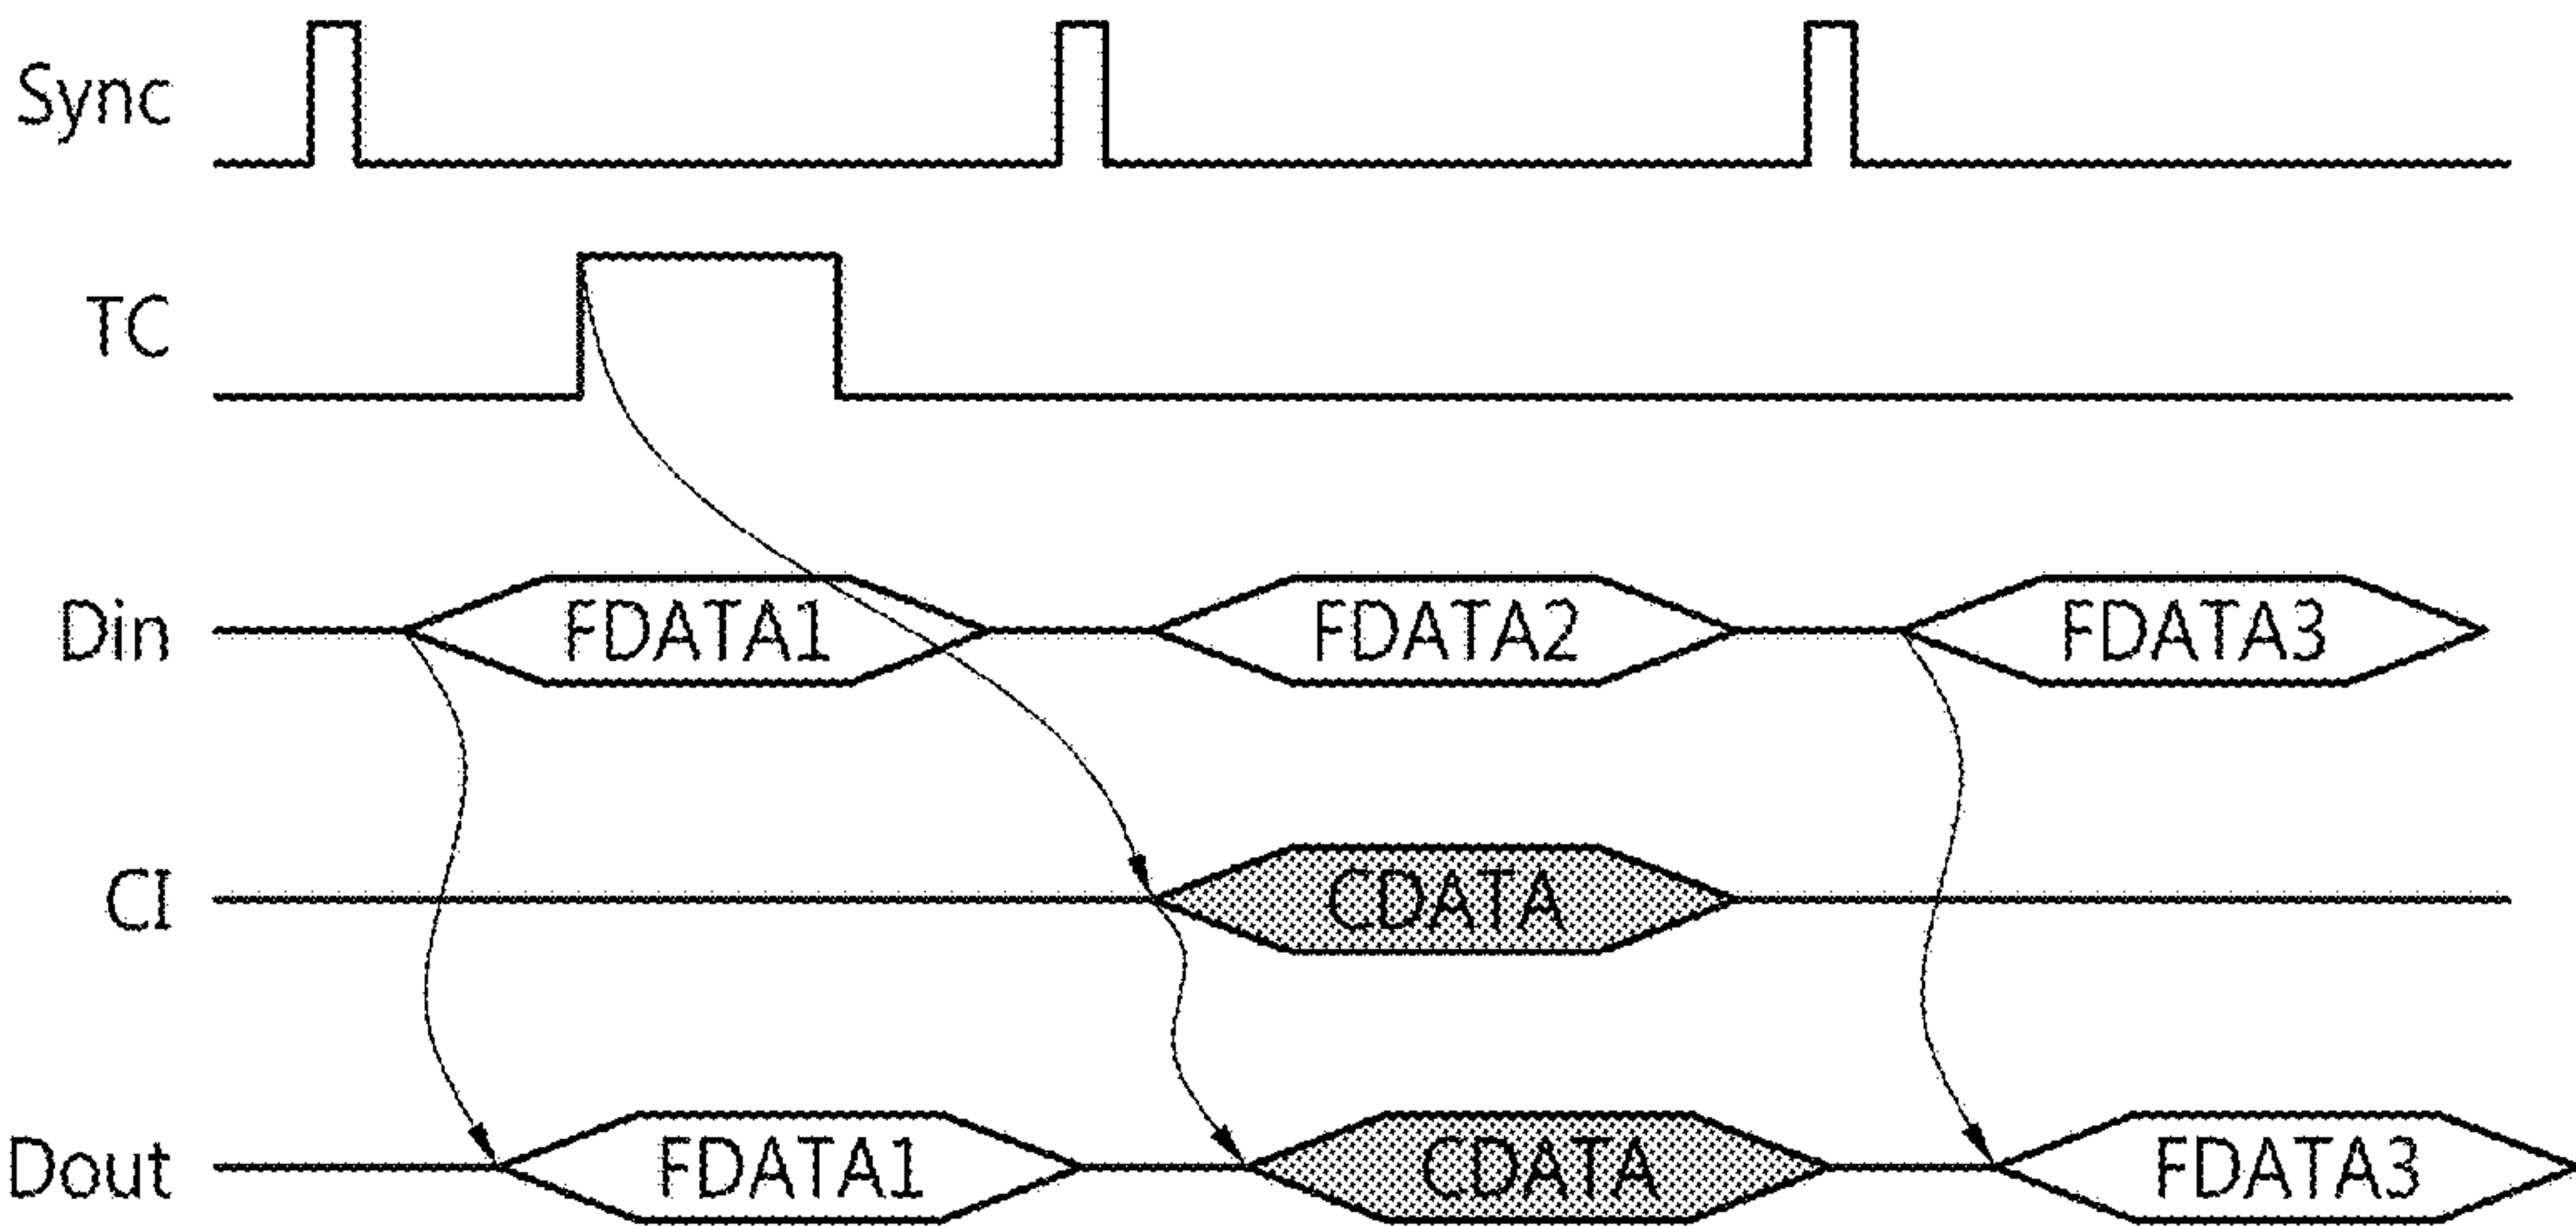 Sync
TC
Din FDATA1 FDATA2 FDATA3
CI CDATA
Dout FDATA1 CDATA FDATA3